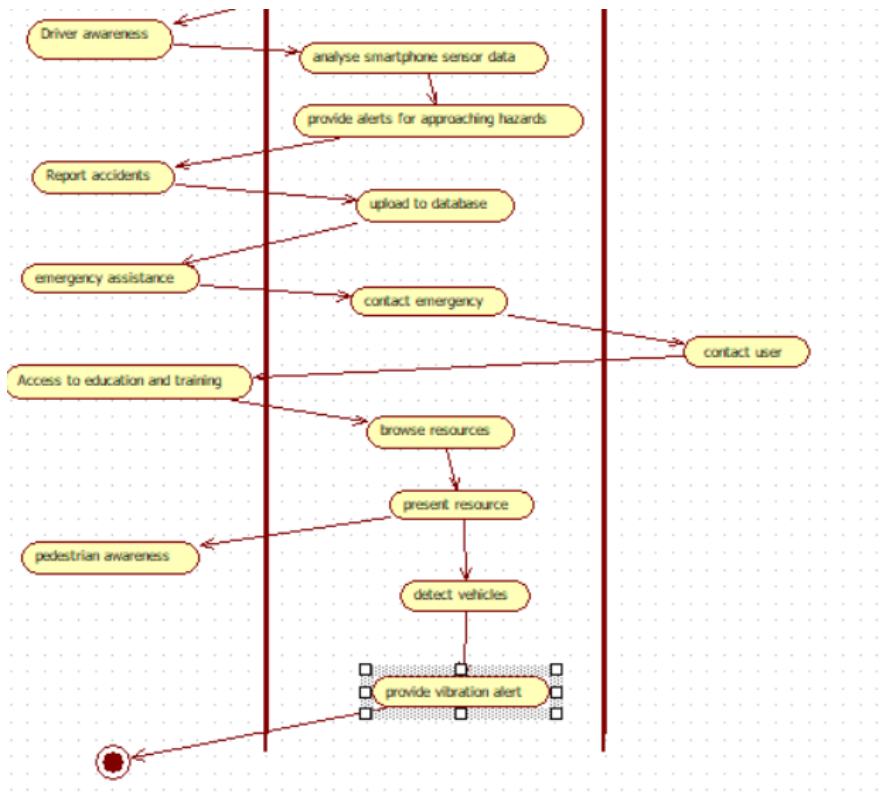 Driver awareness
analyse smartphone sensor data
provide alerts for approaching hazards
Report accidents
upload to database
emergency assistance
contact emergency
contact user
Access to education and training
browse resources
present resource
pedestrian awareness
detect vehicles
provide vibration alert